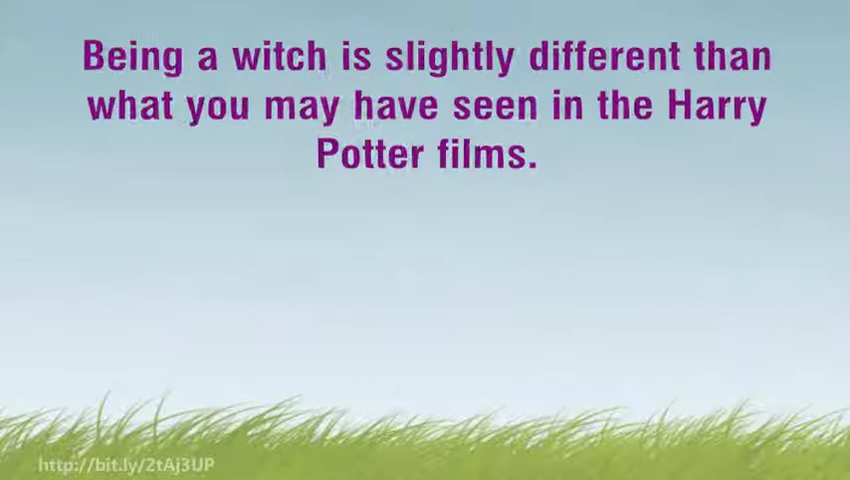 Being a witch is slightly different than
what you may have seen in the Harry
Potter films.
http://bit.ly/2tAj3UP